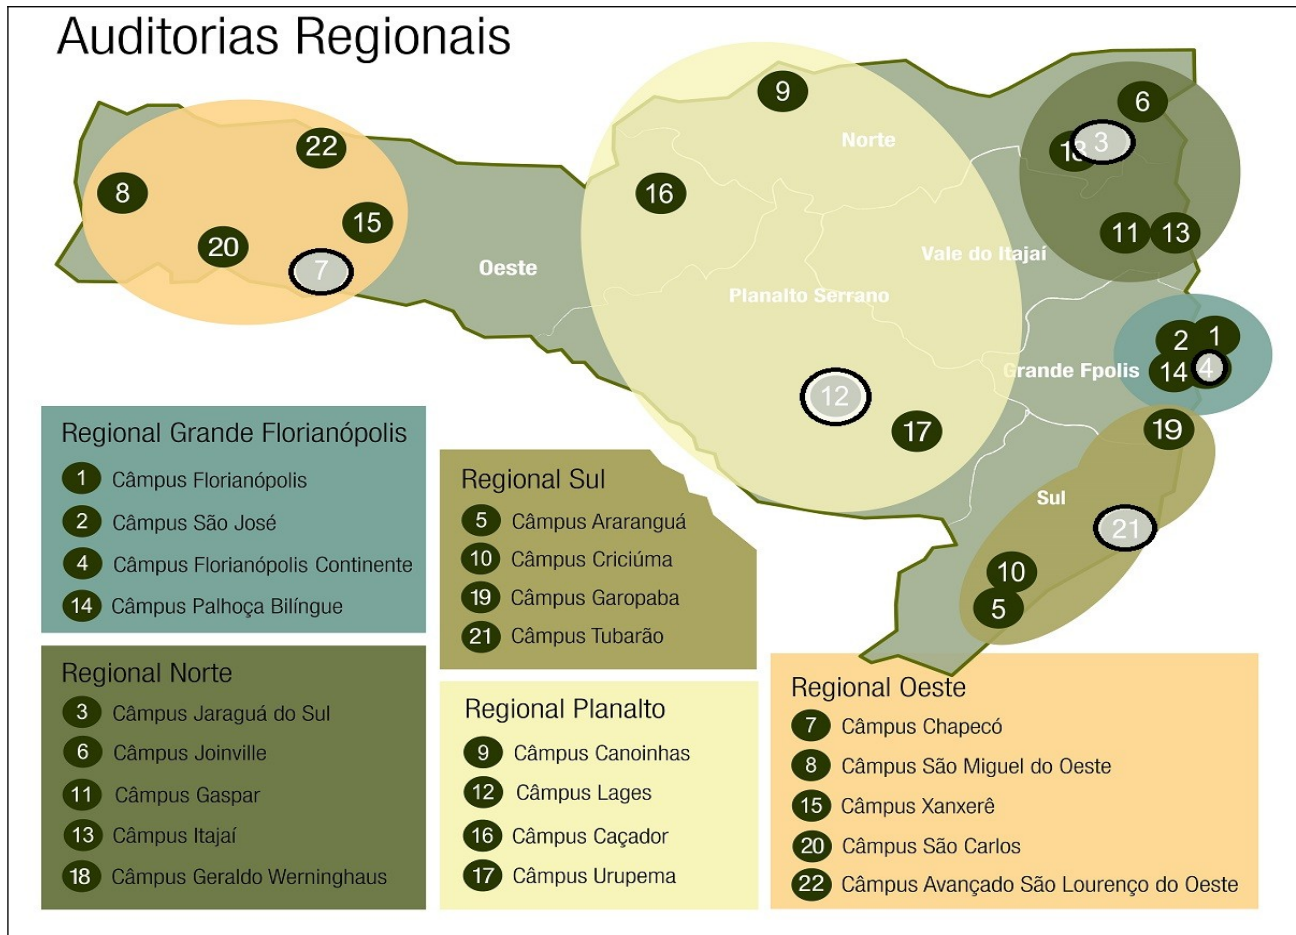 Auditorias Regionais
9
6
Norte
3
18
22
8
16
15
20
11
13
Vale do Itajaí
7
Oeste
Planalto Serrano
2
1
Grande Fpolis
14
4
12
17
19
Sul
21
10
5
Regional Grande Florianópolis
1 Câmpus Florianópolis
2 Câmpus São José
4 Câmpus Florianópolis Continente
14 Câmpus Palhoça Bilíngue
Regional Sul
5 Câmpus Araranguá
10 Câmpus Criciúma
19 Câmpus Garopaba
21 Câmpus Tubarão
Regional Norte
3 Câmpus Jaraguá do Sul
6 Câmpus Joinville
11 Câmpus Gaspar
13 Câmpus Itajaí
18 Câmpus Geraldo Werninghaus
Regional Planalto
9 Câmpus Canoinhas
12 Câmpus Lages
16 Câmpus Caçador
17 Câmpus Urupema
Regional Oeste
7 Câmpus Chapecó
8 Câmpus São Miguel do Oeste
15 Câmpus Xanxerê
20 Câmpus São Carlos
22 Câmpus Avançado São Lourenço do Oeste